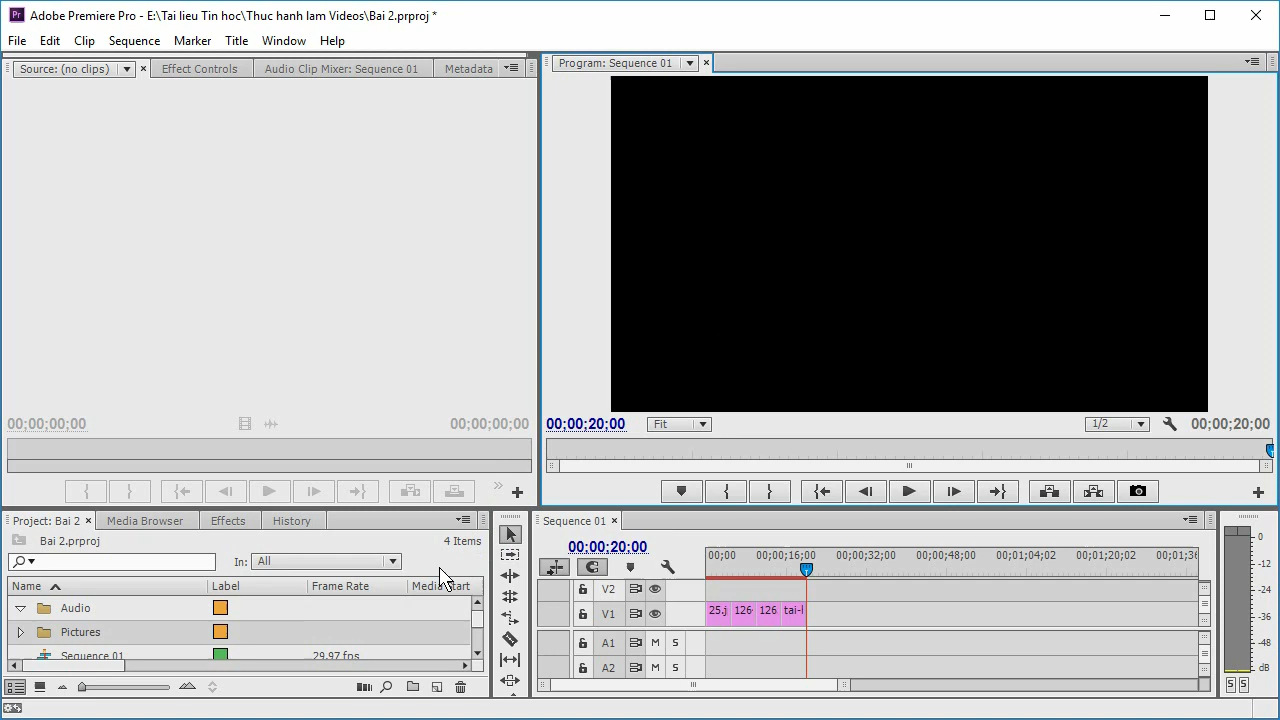 Adobe Premiere Pro - E:\Tai lieu Tin hoc\Thuc hanh lam Videos\Bai 2.prproj *
File Edit Clip Sequence Marker Title Window Help
Source: (no clips) Effect Controls Audio Clip Mixer: Sequence 01 Metadata
Program: Sequence 01
00;00;00;00 00;00;00;00
00;00;20;00 Fit 1/2 00;00;20;00
Project: Bai 2 Media Browser Effects History
Bai 2.prproj 4 Items
In: All
Name Label Frame Rate Media Start
Audio
Pictures
Sequence 01 29.97 fps
Sequence 01
00;00;20;00
00;00 00;00;16;00 00;00;32;00 00;00;48;00 00;01;04;02 00;01;20;02 00;01;36
V2
V1 25.j 126 126 tai-l
A1 M S
A2 M S
0
-12
-24
-36
-48
dB
S S